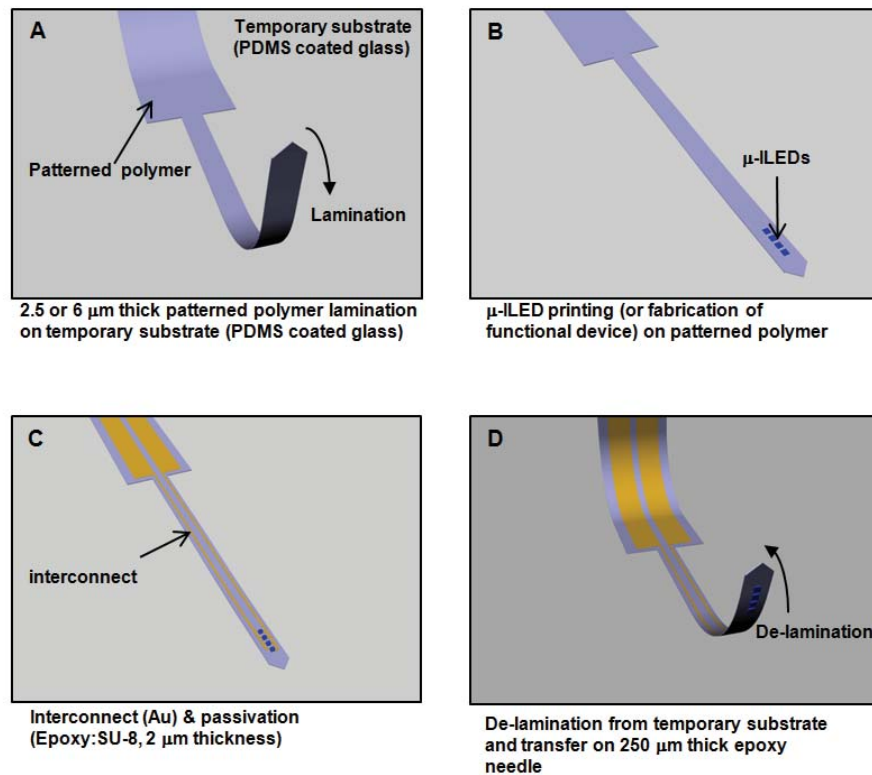 A
Temporary substrate
(PDMS coated glass)
Patterned polymer
Lamination
2.5 or 6 μm thick patterned polymer lamination
on temporary substrate (PDMS coated glass)
B
μ-ILEDs
μ-ILED printing (or fabrication of
functional device) on patterned polymer
C
interconnect
Interconnect (Au) & passivation
(Epoxy:SU-8, 2 μm thickness)
D
De-lamination
De-lamination from temporary substrate
and transfer on 250 μm thick epoxy
needle